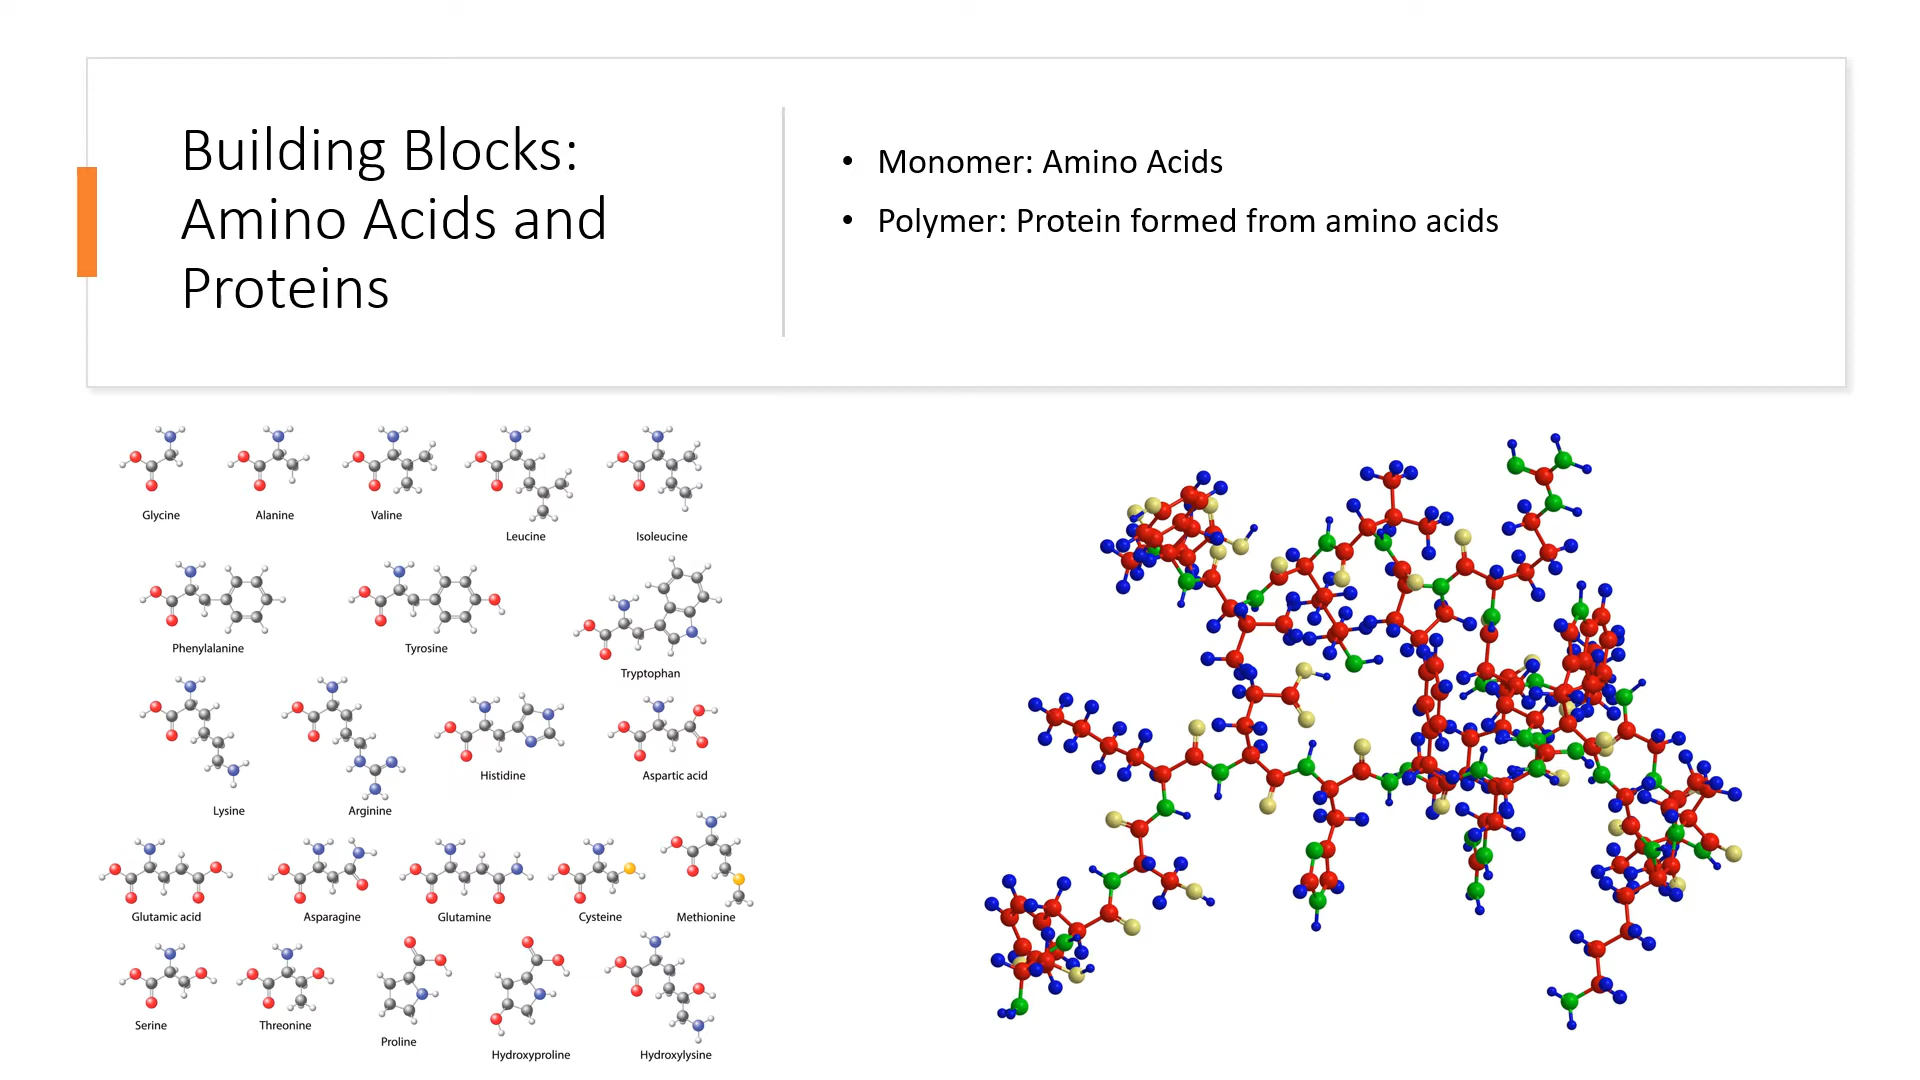 Building Blocks:
Amino Acids and
Proteins
• Monomer: Amino Acids
• Polymer: Protein formed from amino acids
Glycine
Alanine
Valine
Leucine
Isoleucine
Phenylalanine
Tyrosine
Tryptophan
Lysine
Arginine
Histidine
Aspartic acid
Glutamic acid
Asparagine
Glutamine
Cysteine
Methionine
Serine
Threonine
Proline
Hydroxyproline
Hydroxylysine